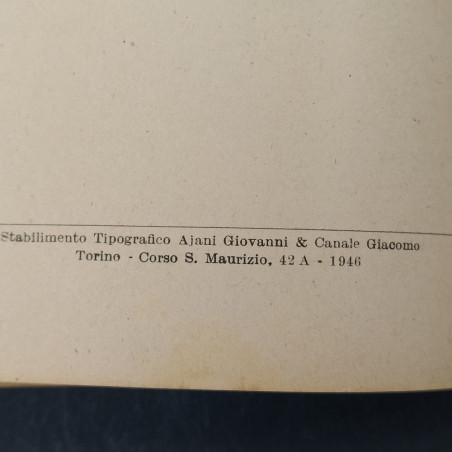 Stabilimento Tipografico Ajani Giovanni & Canale Giacomo
Torino - Corso S. Maurizio, 42 A - 1946